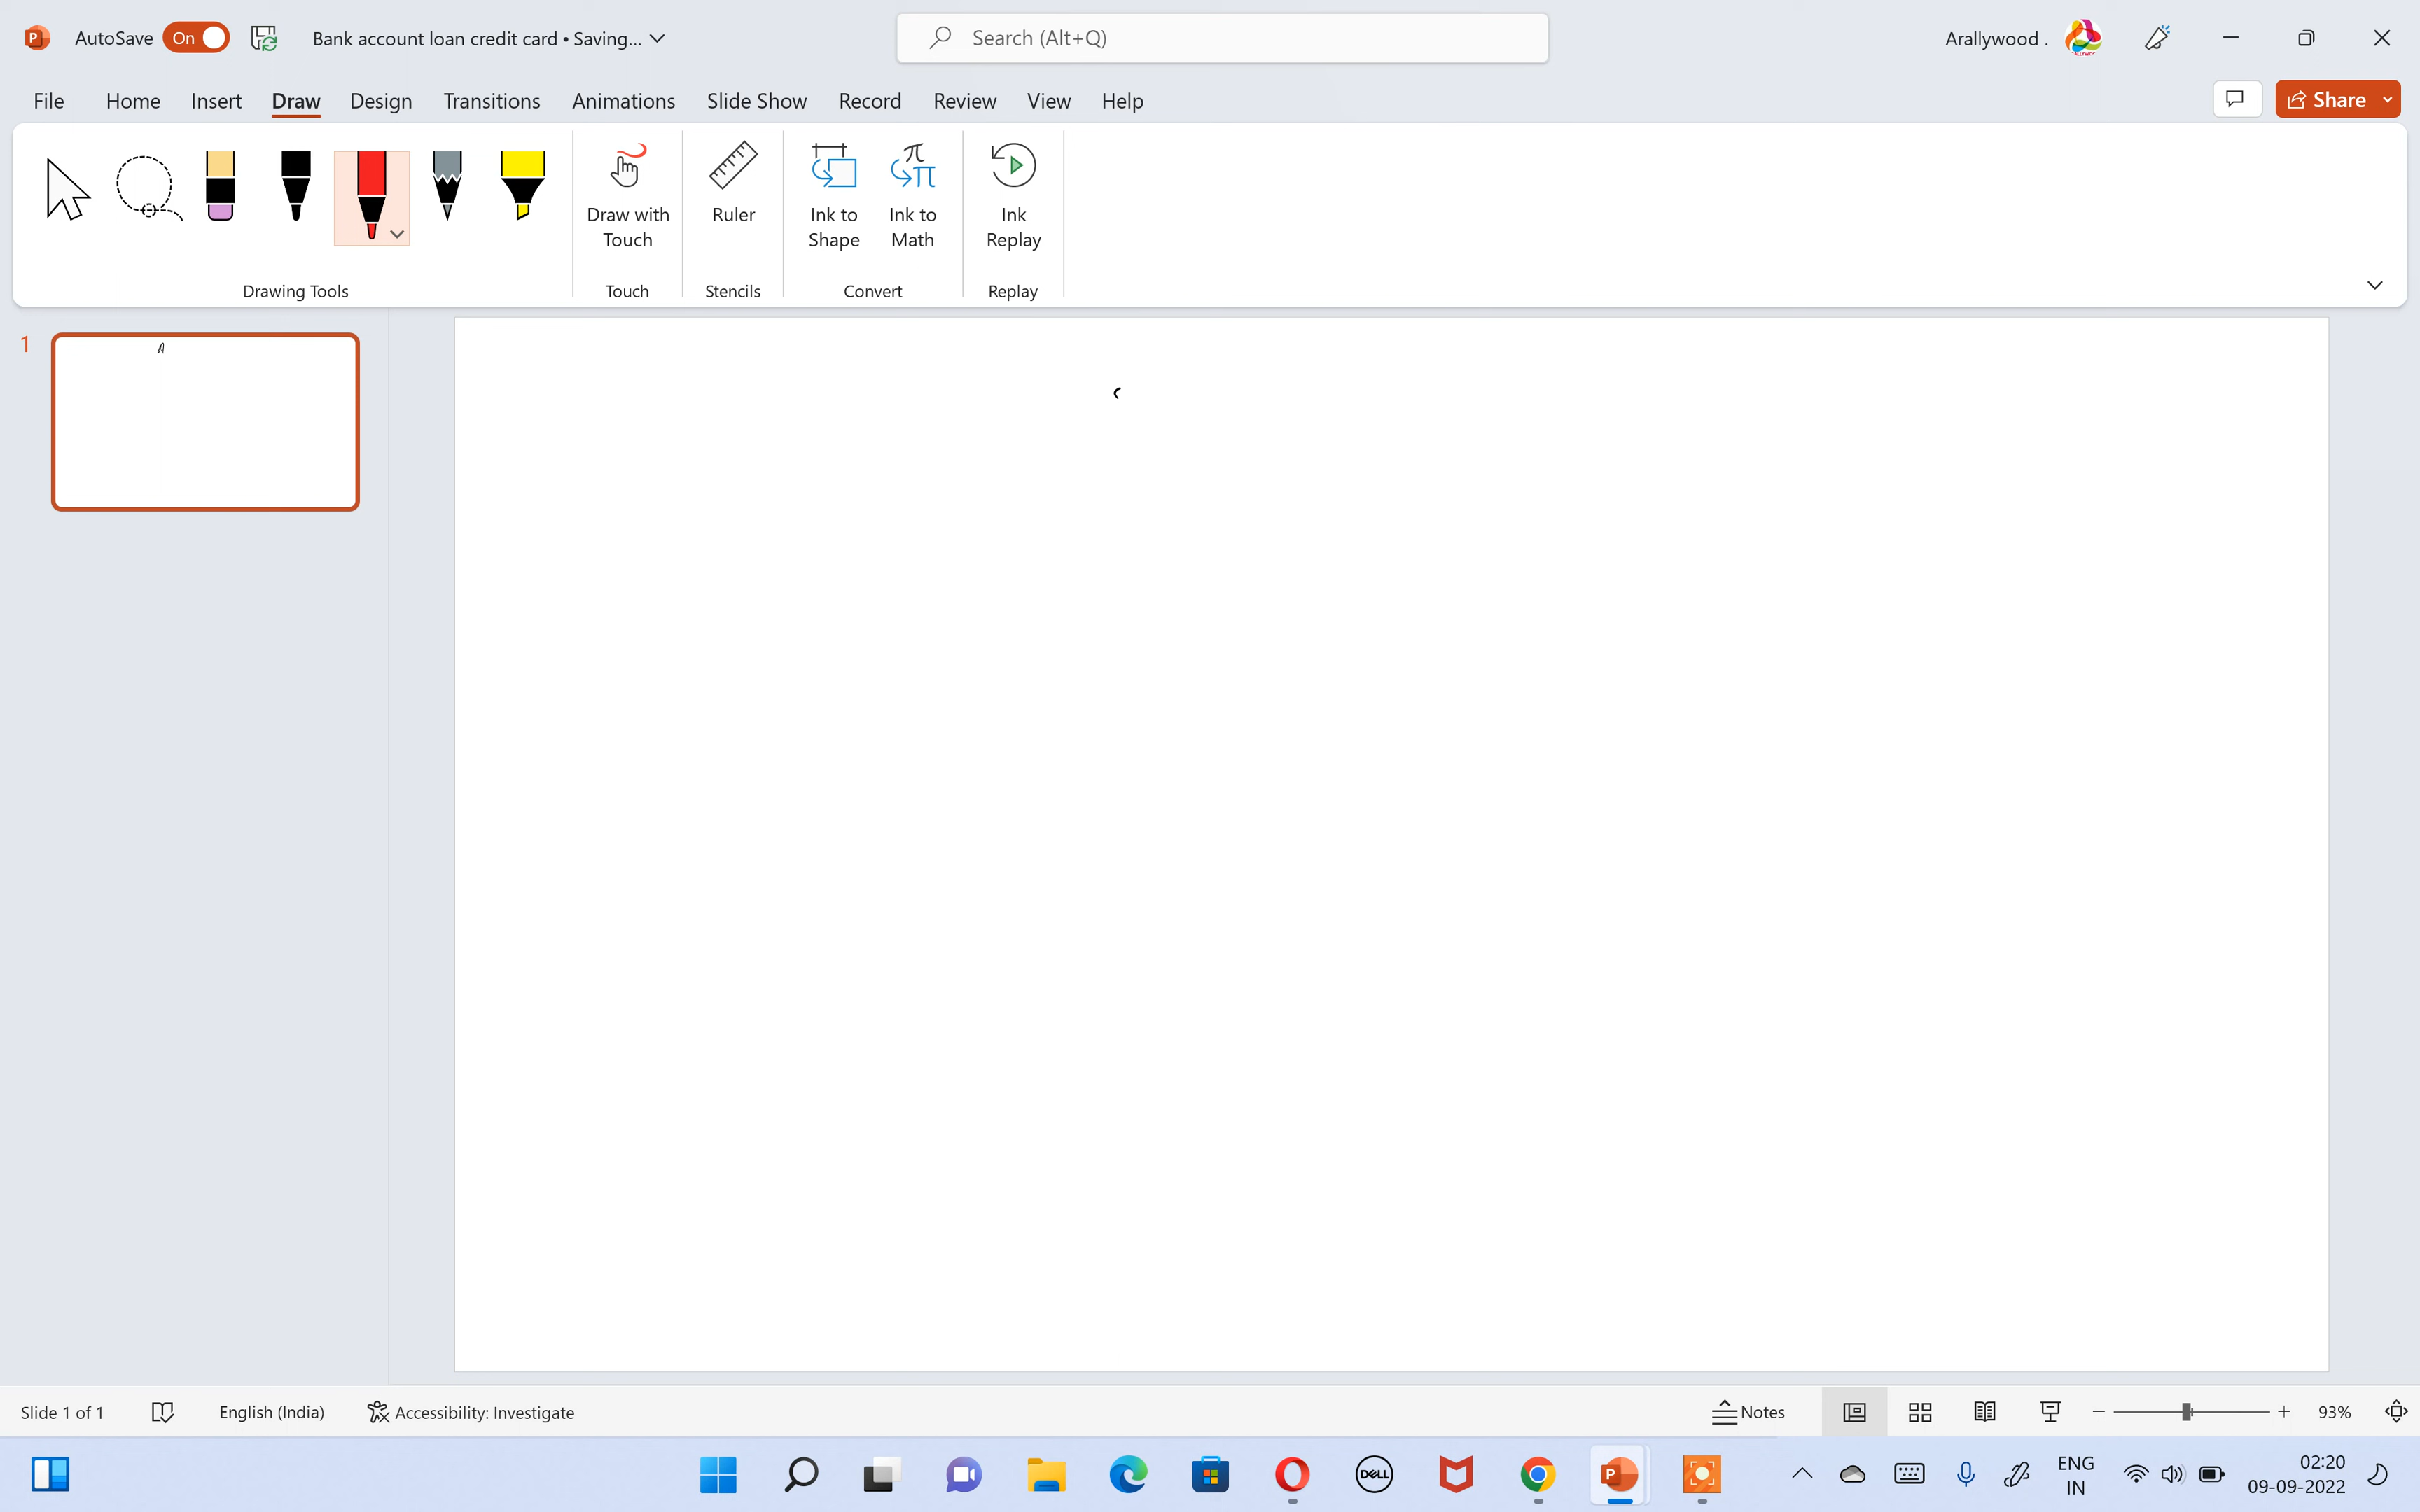 AutoSave On Bank account loan credit card • Saving... Search (Alt+Q) Arallywood .
File Home Insert Draw Design Transitions Animations Slide Show Record Review View Help Share
Draw with Touch Ruler Ink to Shape Ink to Math Ink Replay
Drawing Tools Touch Stencils Convert Replay
1
Slide 1 of 1 English (India) Accessibility: Investigate Notes 93%
DELL ENG 02:20
IN 09-09-2022